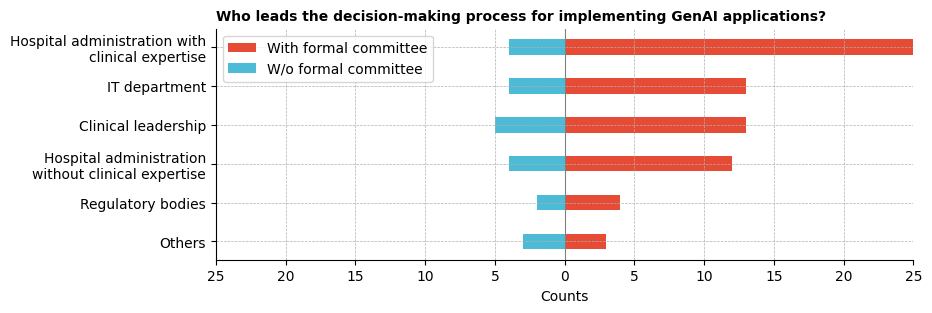 Who leads the decision-making process for implementing GenAI applications?
Hospital administration with
clinical expertise
IT department
Clinical leadership
Hospital administration
without clinical expertise
Regulatory bodies
Others
With formal committee
W/o formal committee
25 20 15 10 5 0 5 10 15 20 25
Counts